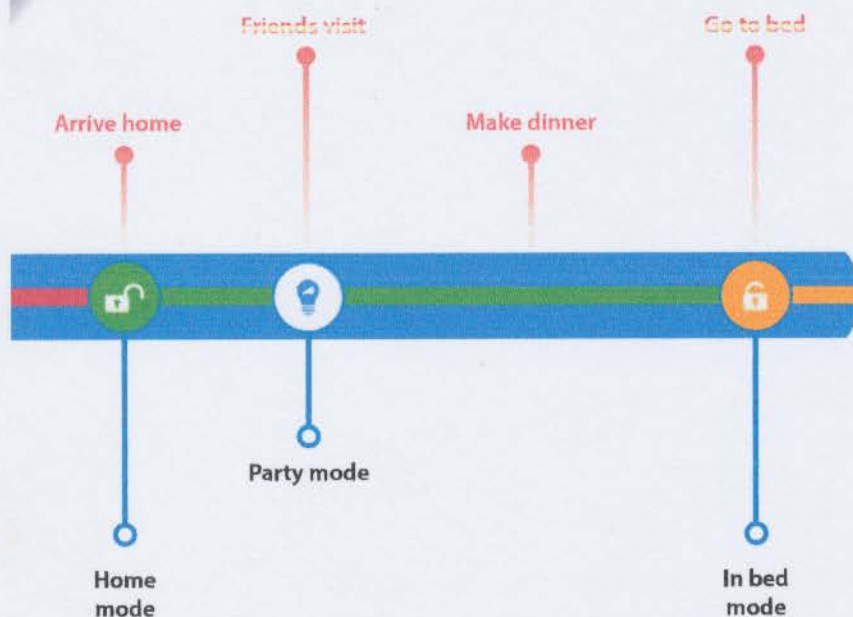 Friends visit
Go to bed
Arrive home
Make dinner
Party mode
Home
mode
In bed
mode